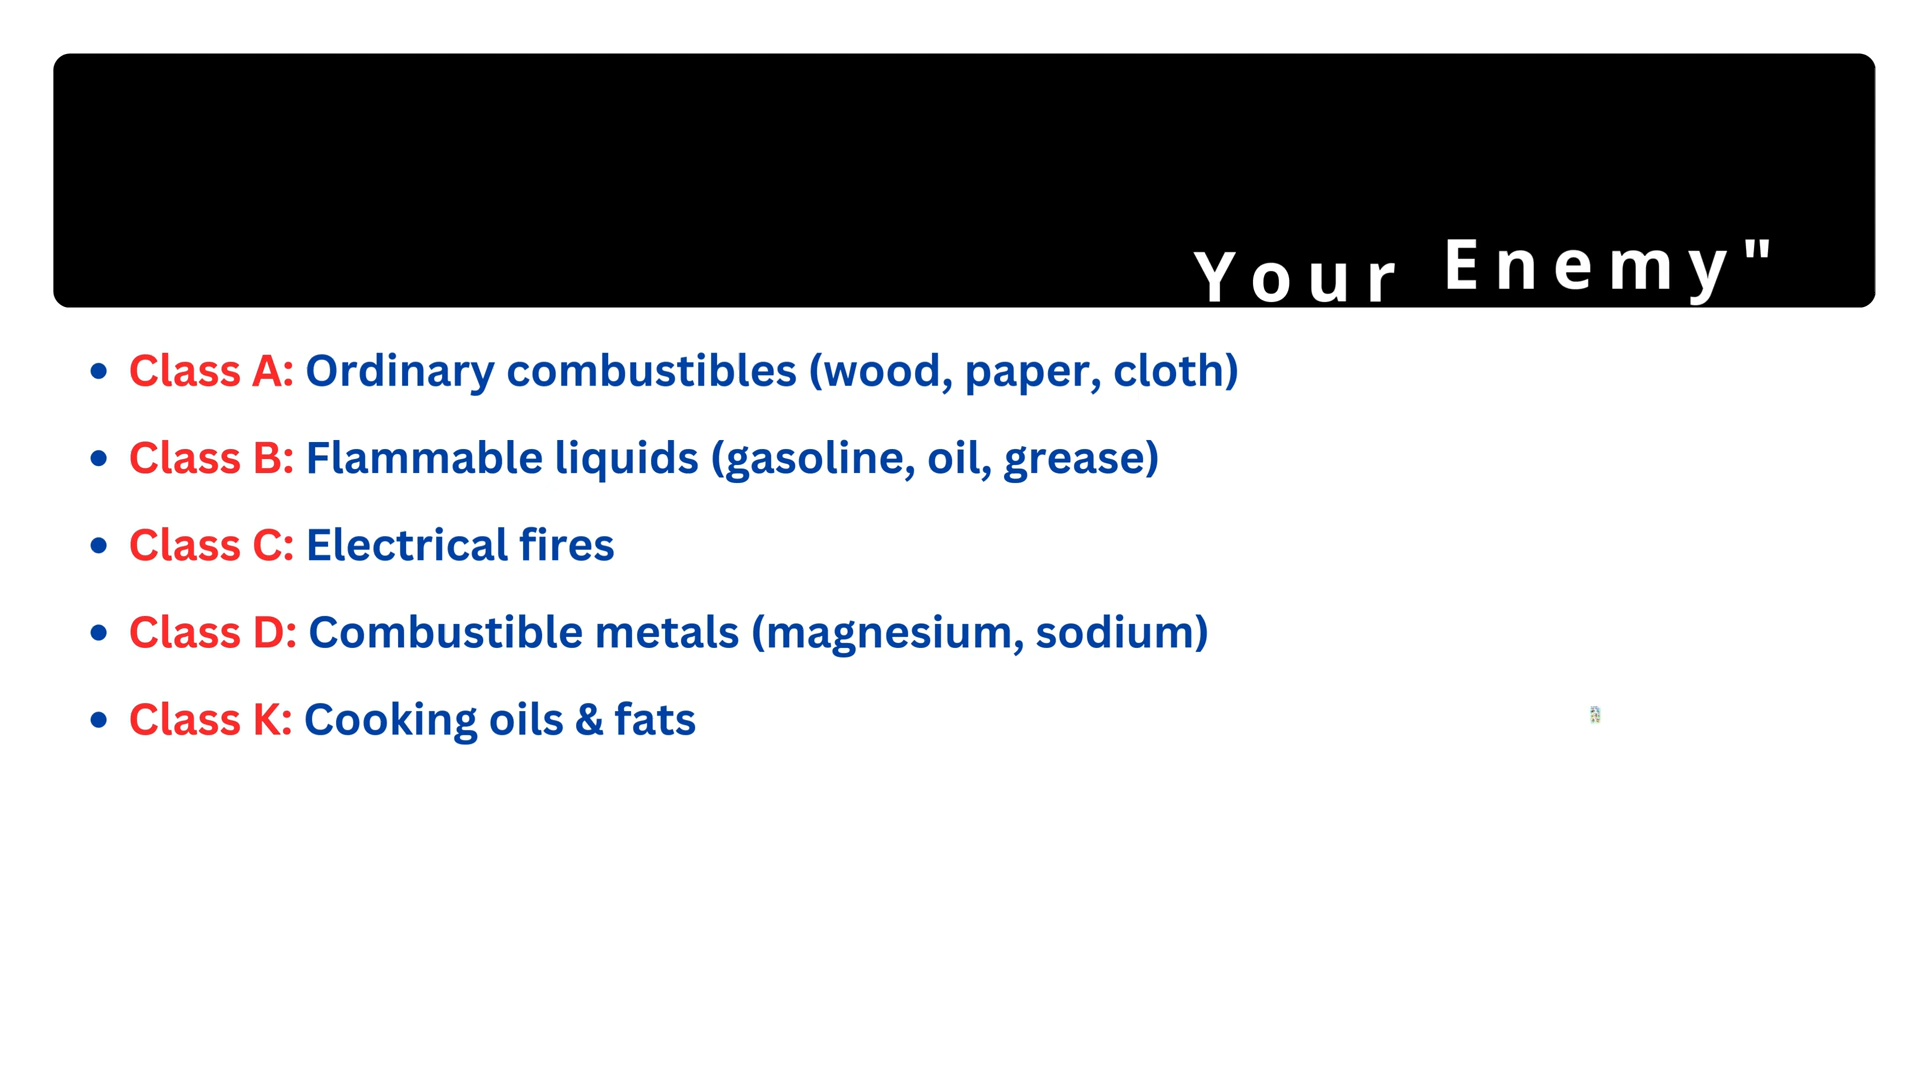 Your Enemy"
• Class A: Ordinary combustibles (wood, paper, cloth)
• Class B: Flammable liquids (gasoline, oil, grease)
• Class C: Electrical fires
• Class D: Combustible metals (magnesium, sodium)
• Class K: Cooking oils & fats